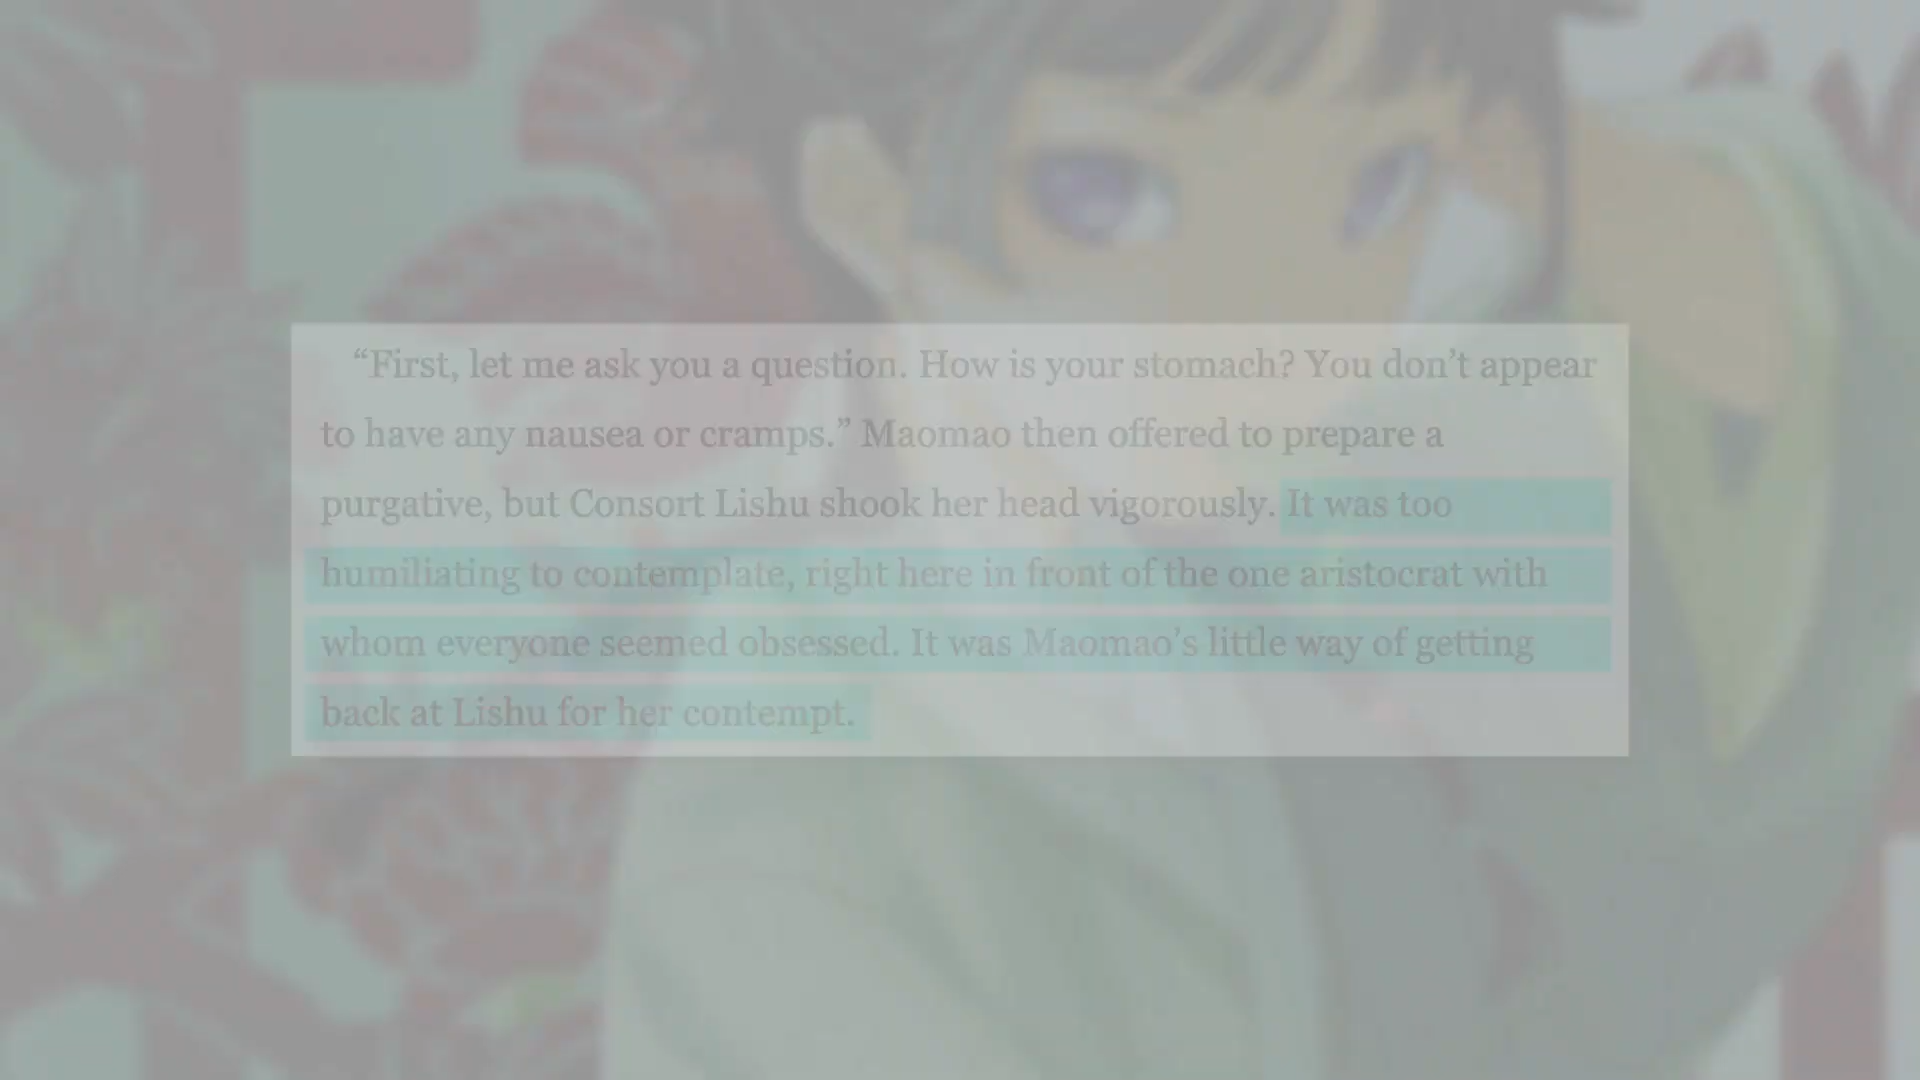 “First, let me ask you a question. How is your stomach? You don’t appear
to have any nausea or cramps.” Maomao then offered to prepare a
purgative, but Consort Lishu shook her head vigorously. It was too
humiliating to contemplate, right here in front of the one aristocrat with
whom everyone seemed obsessed. It was Maomao’s little way of getting
back at Lishu for her contempt.